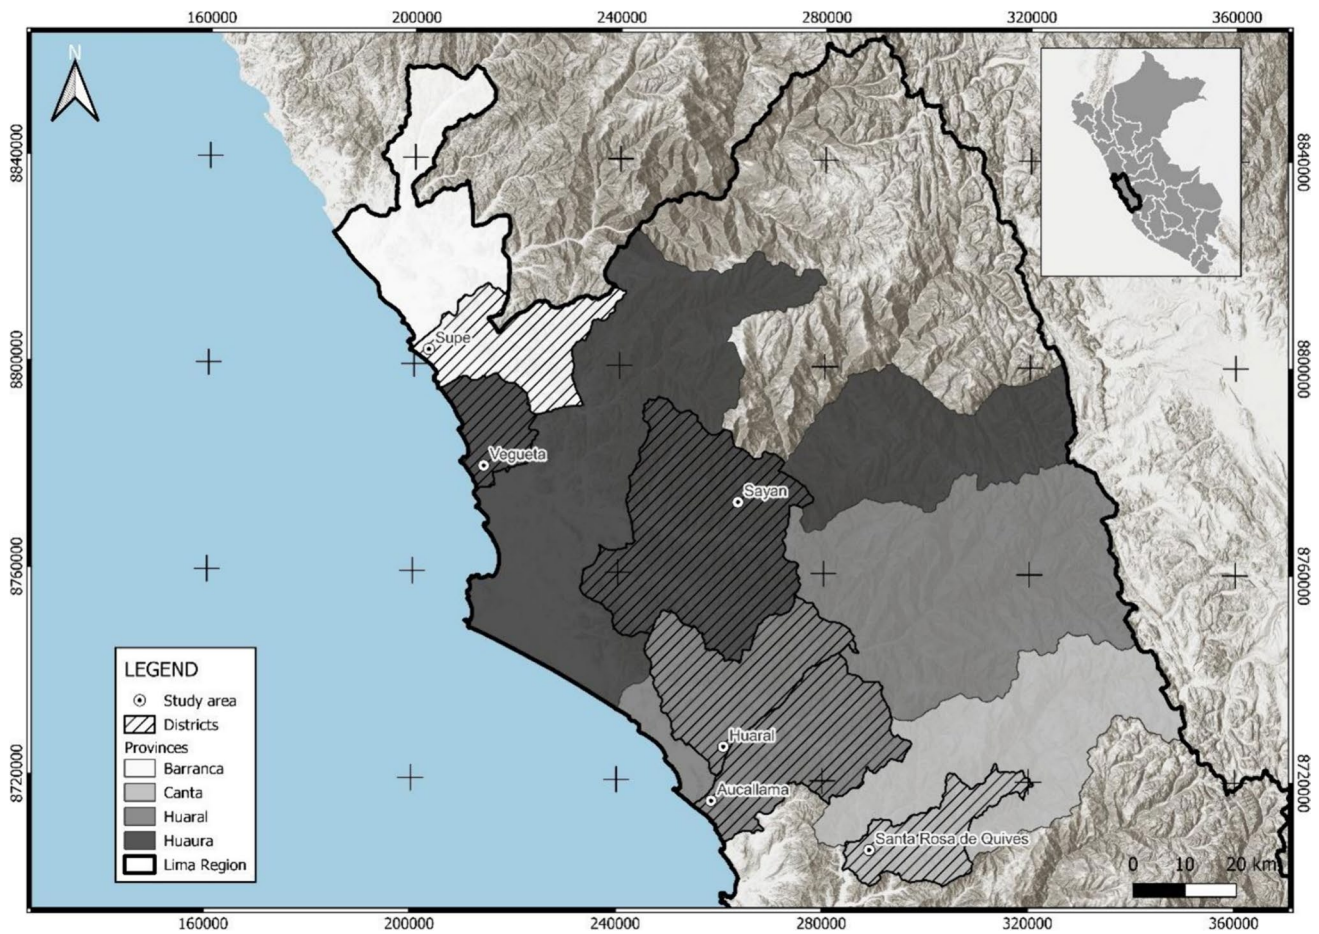 160000 200000 240000 280000 320000 360000
N
8840000
8840000
Supe
8800000
8800000
Vegueta
Sayan
8760000
8760000
LEGEND
Study area
Districts
Provinces
Barranca
Canta
Huaral
Huaura
Lima Region
Huaral
Aucallama
8720000
8720000
Santa Rosa de Quives
0 10 20 km
160000 200000 240000 280000 320000 360000